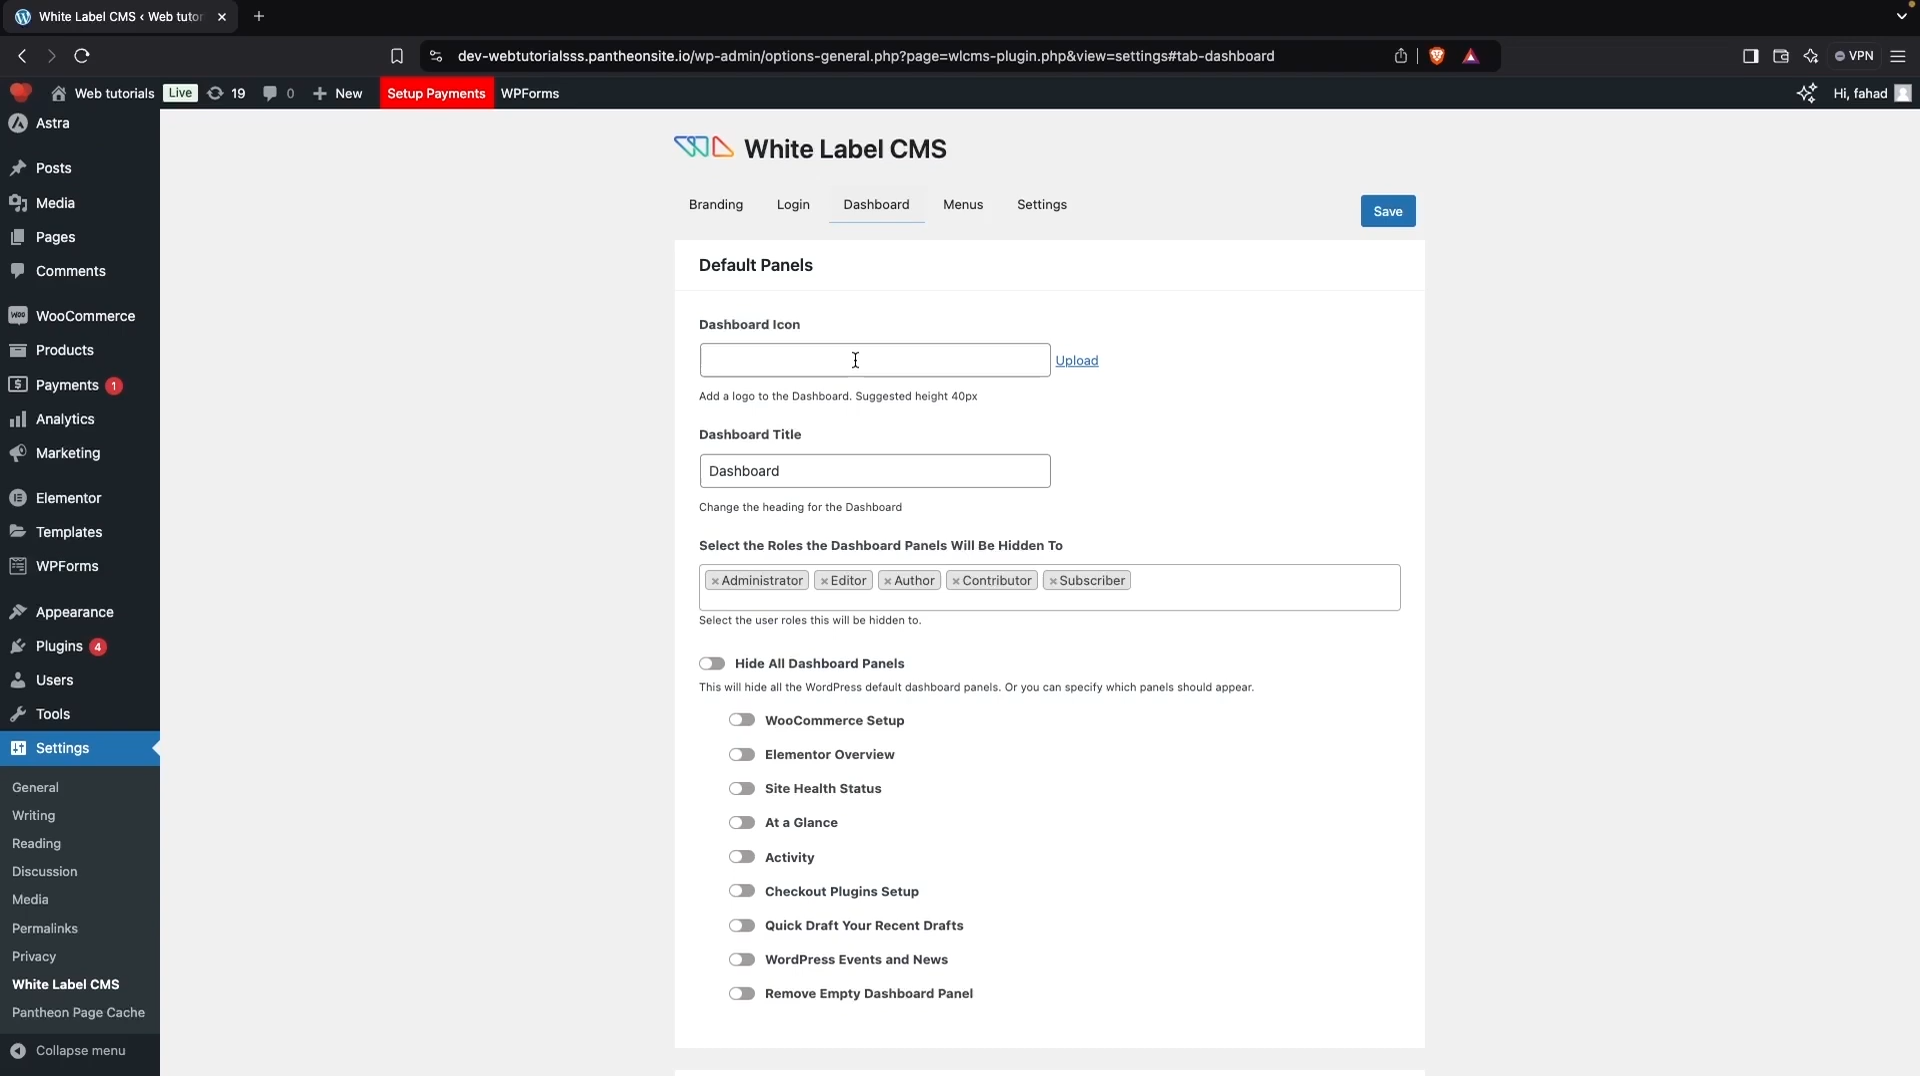 White Label CMS ‹ Web tutor
dev-webtutorialsss.pantheonsite.io/wp-admin/options-general.php?page=wlcms-plugin.php&view=settings#tab-dashboard
VPN
Web tutorials Live 19 0 New Setup Payments WPForms
Hi, fahad
Astra
Posts
Media
Pages
Comments
WooCommerce
Products
Payments 1
Analytics
Marketing
Elementor
Templates
WPForms
Appearance
Plugins 4
Users
Tools
Settings
General
Writing
Reading
Discussion
Media
Permalinks
Privacy
White Label CMS
Pantheon Page Cache
Collapse menu
White Label CMS
Branding Login Dashboard Menus Settings
Save
Default Panels
Dashboard Icon
Upload
Add a logo to the Dashboard. Suggested height 40px
Dashboard Title
Dashboard
Change the heading for the Dashboard
Select the Roles the Dashboard Panels Will Be Hidden To
×Administrator ×Editor ×Author ×Contributor ×Subscriber
Select the user roles this will be hidden to.
Hide All Dashboard Panels
This will hide all the WordPress default dashboard panels. Or you can specify which panels should appear.
WooCommerce Setup
Elementor Overview
Site Health Status
At a Glance
Activity
Checkout Plugins Setup
Quick Draft Your Recent Drafts
WordPress Events and News
Remove Empty Dashboard Panel